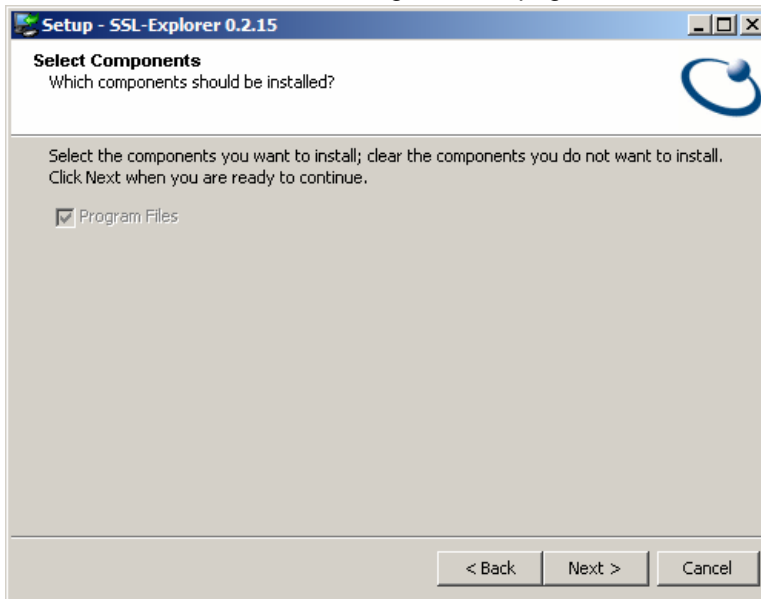 Setup - SSL-Explorer 0.2.15
Select Components
Which components should be installed?
Select the components you want to install; clear the components you do not want to install.
Click Next when you are ready to continue.
Program Files
< Back Next > Cancel